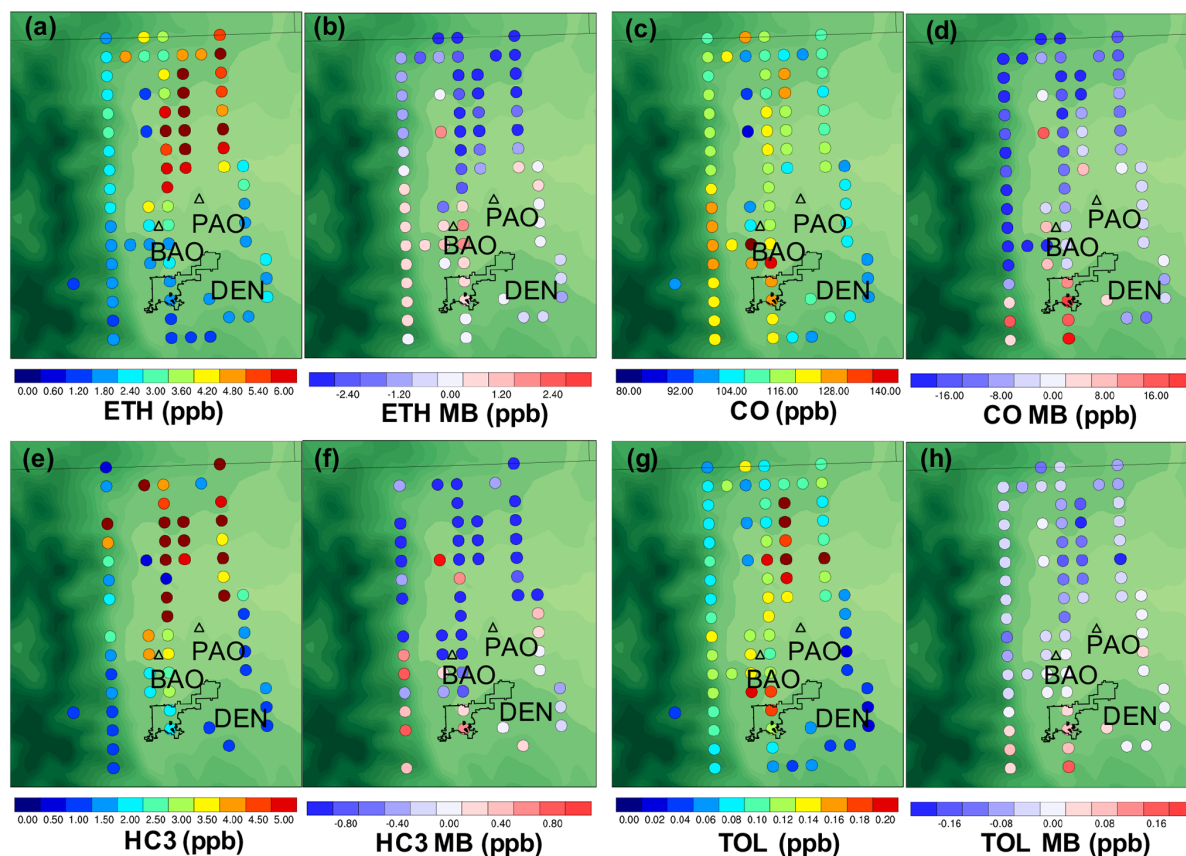 (a) (b) (c) (d)
PAO PAO PAO PAO
BAO BAO BAO BAO
DEN DEN DEN DEN
0.00 0.60 1.20 1.80 2.40 3.00 3.60 4.20 4.80 5.40 6.00
ETH (ppb)
-2.40 -1.20 0.00 1.20 2.40
ETH MB (ppb)
80.00 92.00 104.00 116.00 128.00 140.00
CO (ppb)
-16.00 -8.00 0.00 8.00 16.00
CO MB (ppb)
(e) (f) (g) (h)
PAO PAO PAO PAO
BAO BAO BAO BAO
DEN DEN DEN DEN
0.00 0.50 1.00 1.50 2.00 2.50 3.00 3.50 4.00 4.50 5.00
HC3 (ppb)
-0.80 -0.40 0.00 0.40 0.80
HC3 MB (ppb)
0.00 0.02 0.04 0.06 0.08 0.10 0.12 0.14 0.16 0.18 0.20
TOL (ppb)
-0.16 -0.08 0.00 0.08 0.16
TOL MB (ppb)